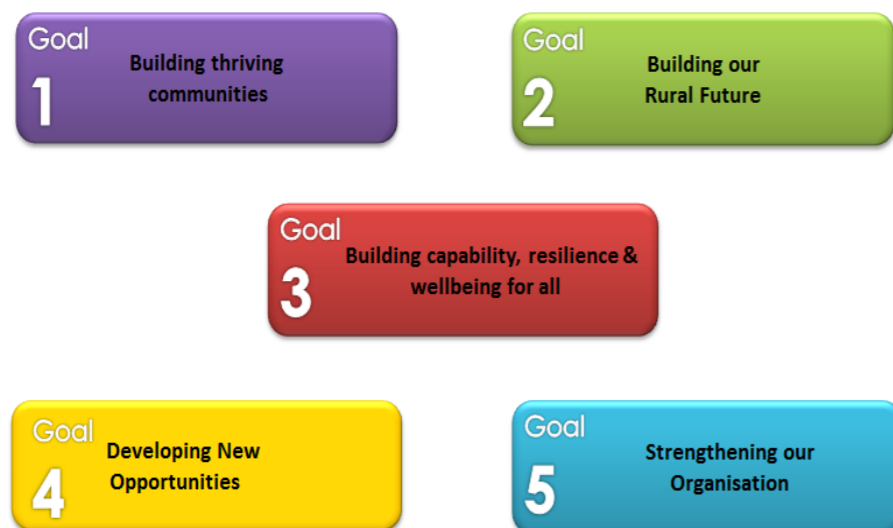 Goal
1
Building thriving
communities
Goal
2
Building our
Rural Future
Goal
3
Building capability, resilience &
wellbeing for all
Goal
4
Developing New
Opportunities
Goal
5
Strengthening our
Organisation